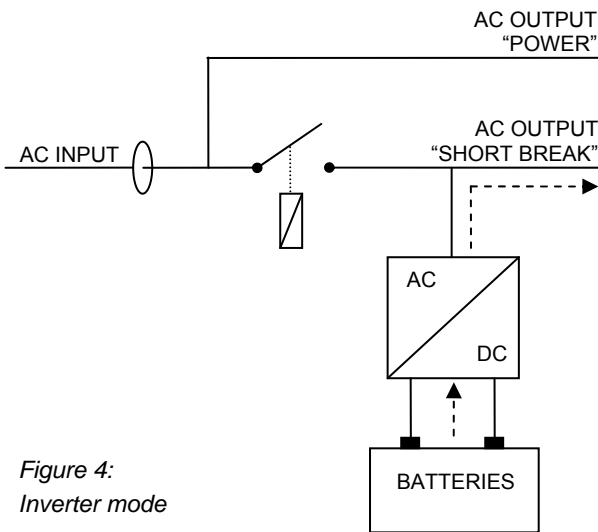 AC OUTPUT
“POWER”
AC INPUT
AC OUTPUT
“SHORT BREAK”
AC
DC
BATTERIES
Figure 4:
Inverter mode